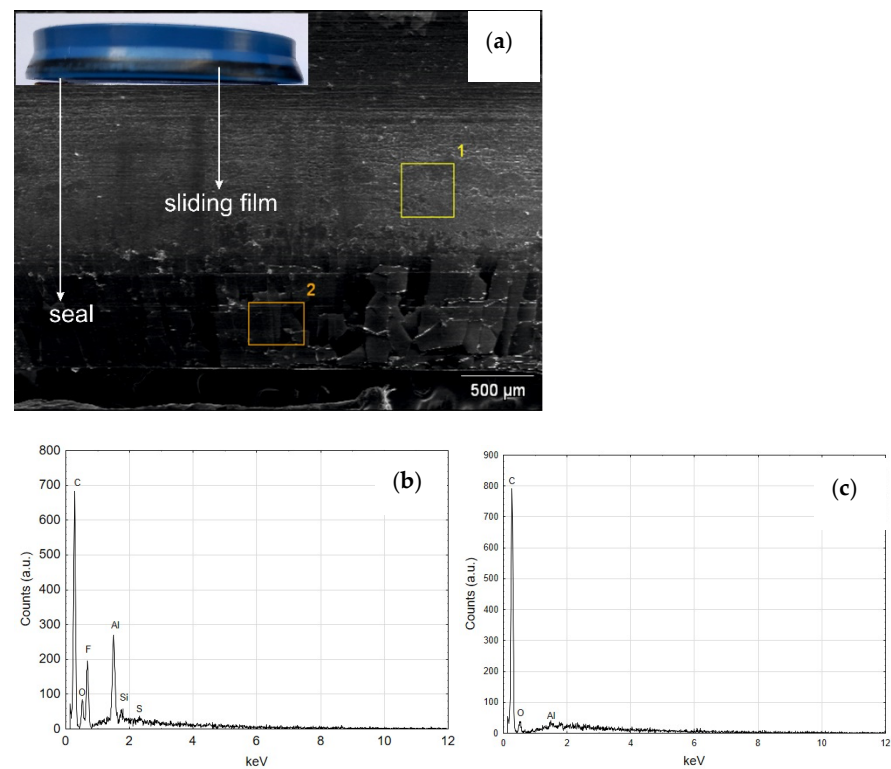 (a)
1
sliding film
2
seal
500 µm
800
700
600
500
400
300
200
100
0
Counts (a.u.)
C
O
F
Al
Si
S
(b)
0
2
4
6
8
10
12
keV
900
800
700
600
500
400
300
200
100
0
Counts (a.u.)
C
O
Al
(c)
0
2
4
6
8
10
12
keV